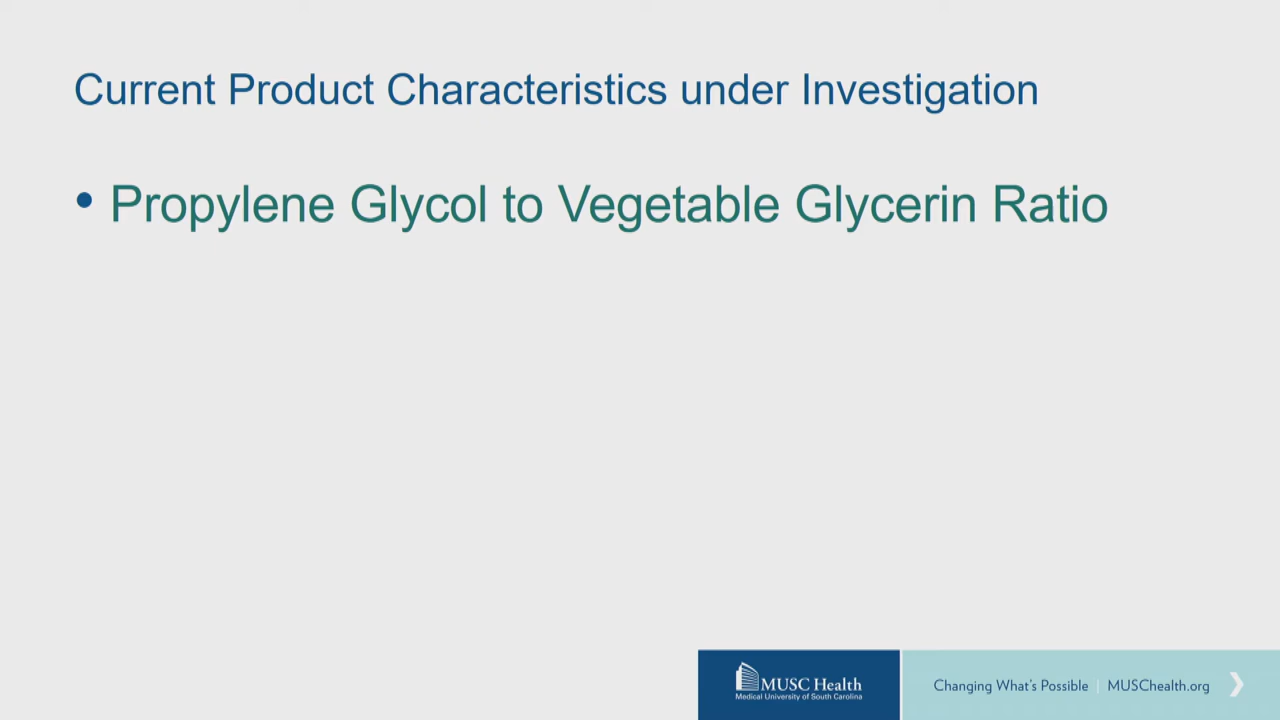 Current Product Characteristics under Investigation
• Propylene Glycol to Vegetable Glycerin Ratio
MUSC Health
Medical University of South Carolina
Changing What's Possible | MUSChealth.org